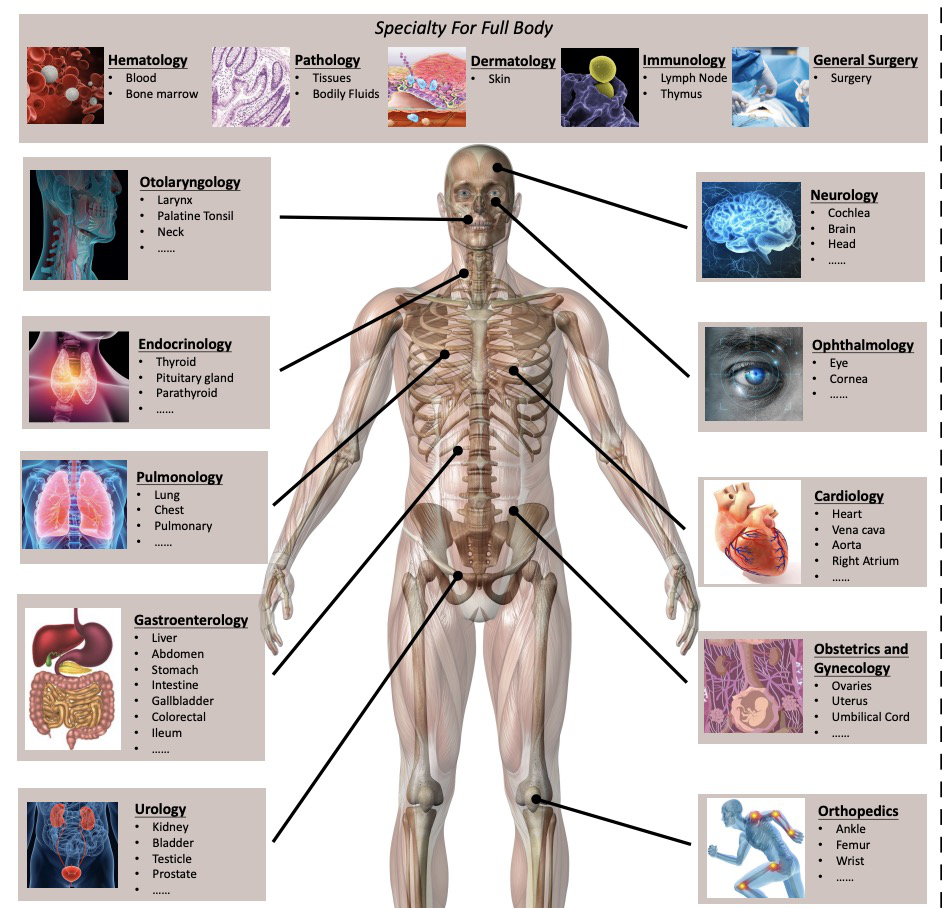 Specialty For Full Body
Hematology
• Blood
• Bone marrow
Pathology
• Tissues
• Bodily Fluids
Dermatology
• Skin
Immunology
• Lymph Node
• Thymus
General Surgery
• Surgery
Otolaryngology
• Larynx
• Palatine Tonsil
• Neck
• ……
Endocrinology
• Thyroid
• Pituitary gland
• Parathyroid
• ……
Pulmonology
• Lung
• Chest
• Pulmonary
• ……
Gastroenterology
• Liver
• Abdomen
• Stomach
• Intestine
• Gallbladder
• Colorectal
• Ileum
• ……
Urology
• Kidney
• Bladder
• Testicle
• Prostate
• ……
Neurology
• Cochlea
• Brain
• Head
• ……
Ophthalmology
• Eye
• Cornea
• ……
Cardiology
• Heart
• Vena cava
• Aorta
• Right Atrium
• ……
Obstetrics and
Gynecology
• Ovaries
• Uterus
• Umbilical Cord
• ……
Orthopedics
• Ankle
• Femur
• Wrist
• ……